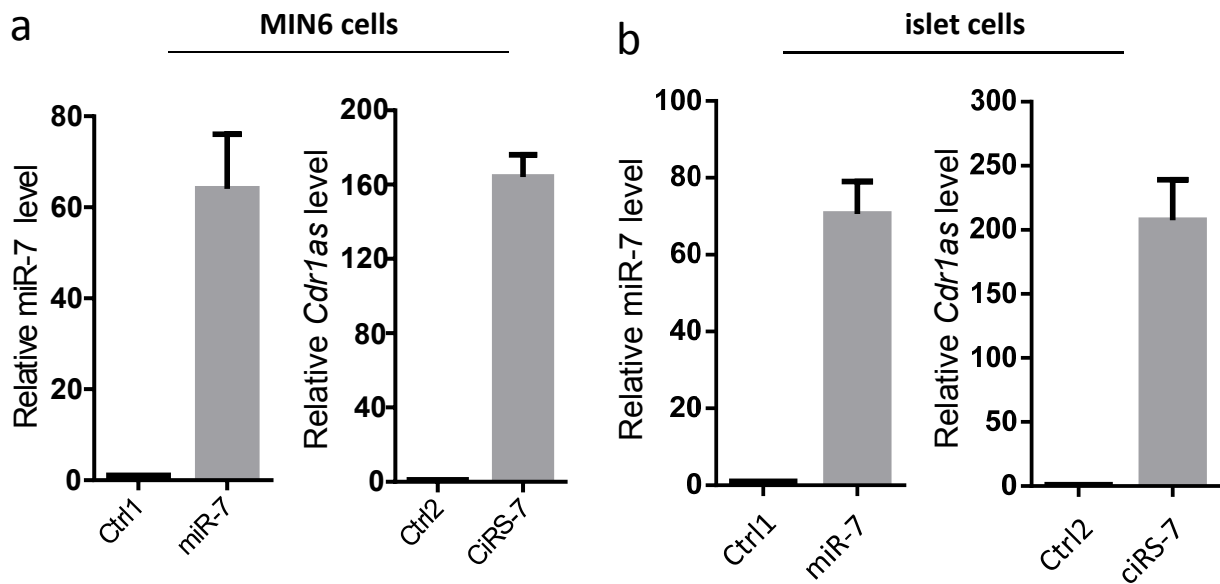 a
MIN6 cells
Relative miR-7 level
80
60
40
20
0
Ctrl1
miR-7
Relative Cdr1as level
200
160
120
80
40
0
Ctrl2
CiRS-7
b
islet cells
Relative miR-7 level
100
80
60
40
20
0
Ctrl1
miR-7
Relative Cdr1as level
300
250
200
150
100
50
0
Ctrl2
ciRS-7